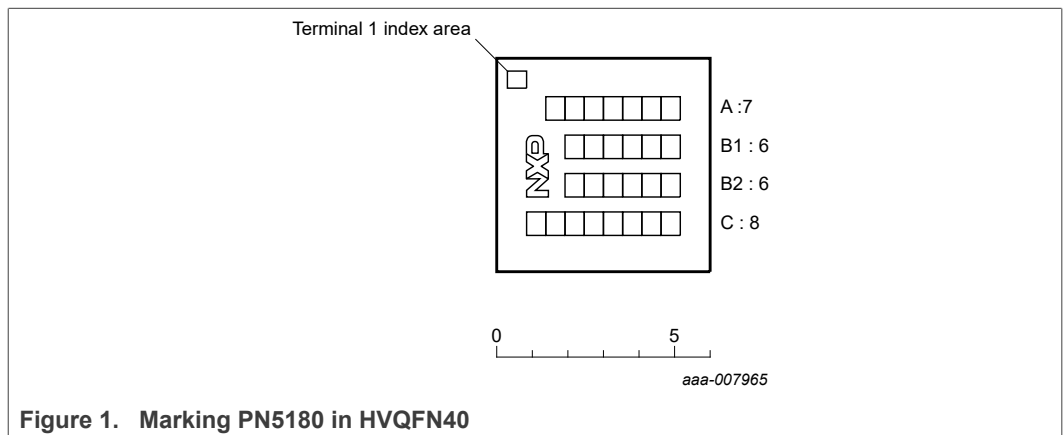 Terminal 1 index area
A :7
B1 : 6
NXP
B2 : 6
C : 8
0 5
aaa-007965
Figure 1. Marking PN5180 in HVQFN40